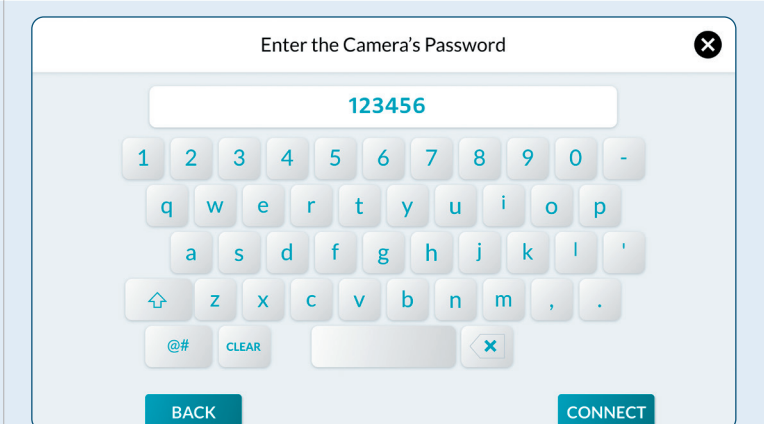 Enter the Camera's Password
123456
1 2 3 4 5 6 7 8 9 0 -
q w e r t y u i o p
a s d f g h j k l '
z x c v b n m , .
@# CLEAR
BACK CONNECT